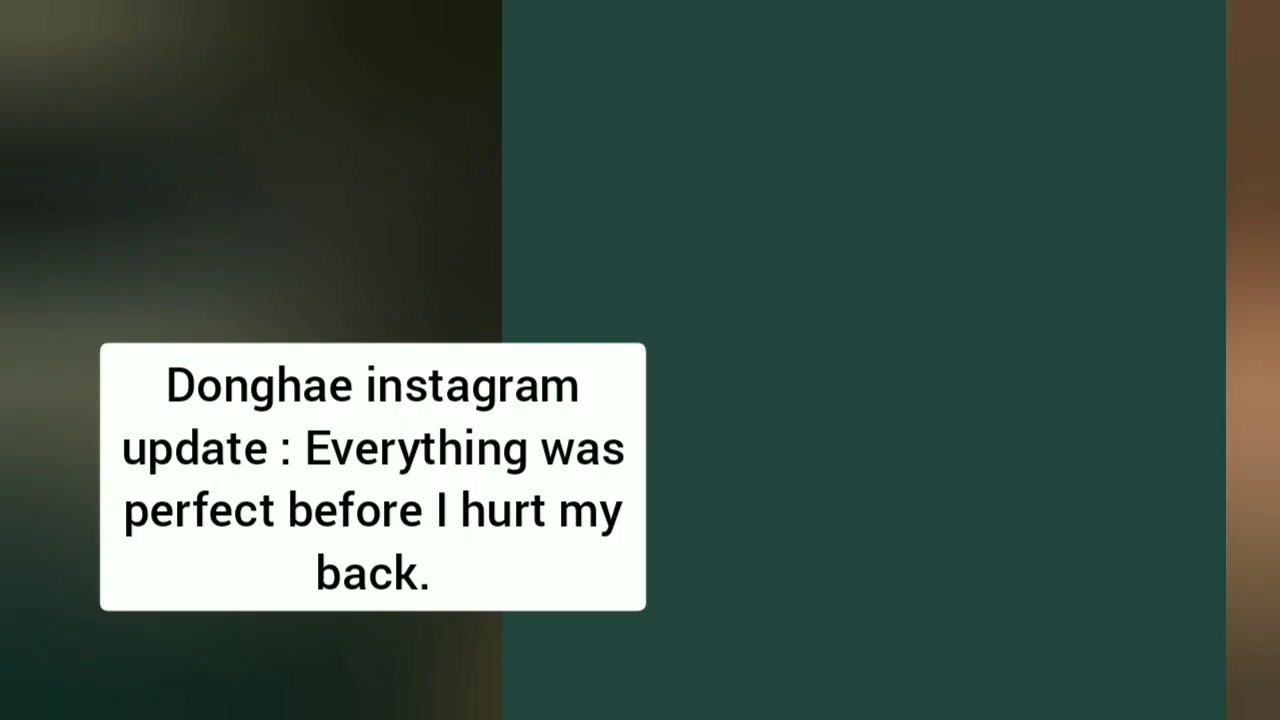 Donghae instagram
update : Everything was
perfect before I hurt my
back.